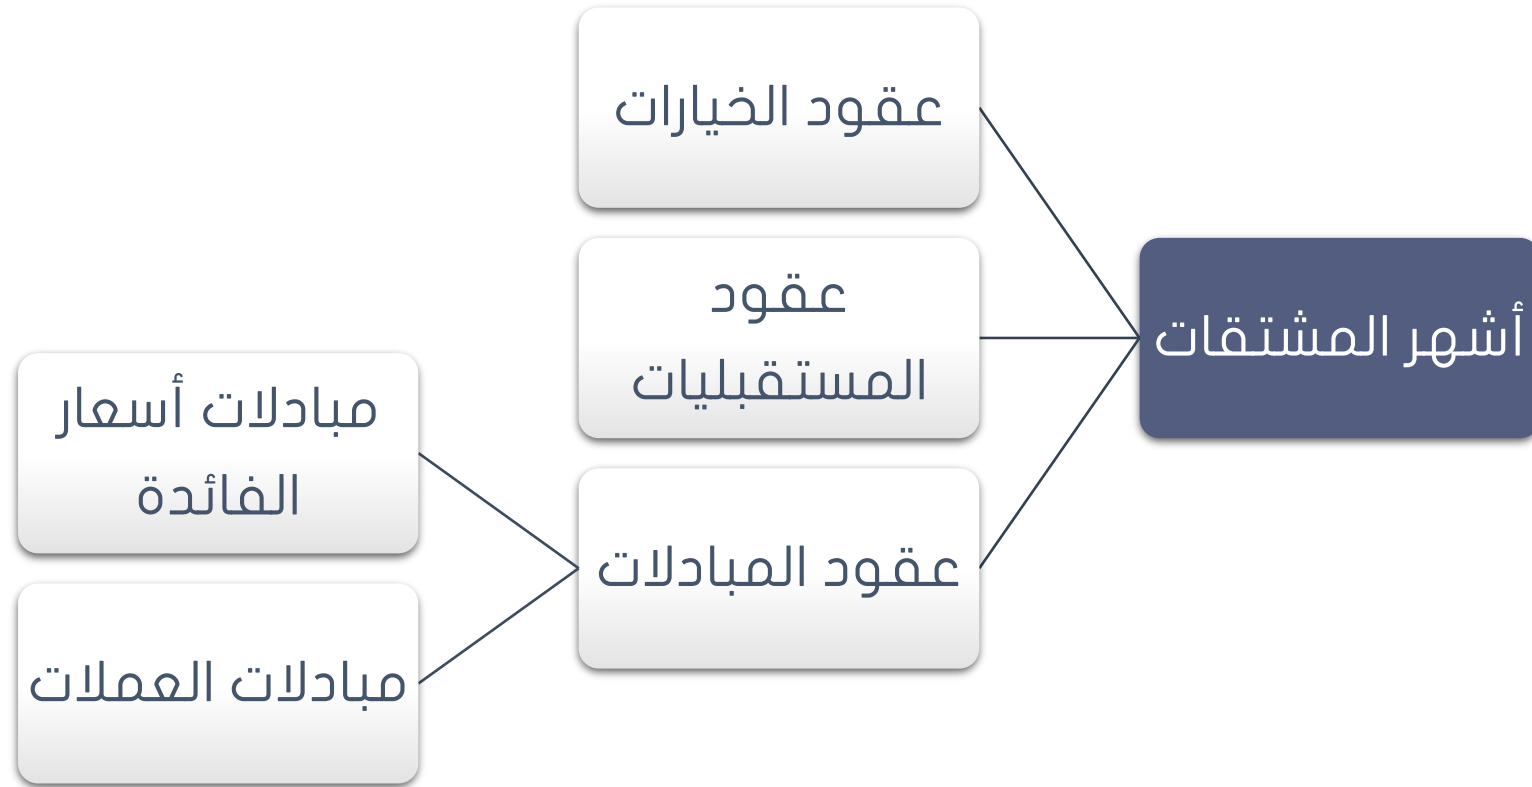 أشهر المشتقات
عقود الخيارات
عقود
المستقبليات
عقود المبادلات
مبادلات أسعار
الفائدة
مبادلات العملات